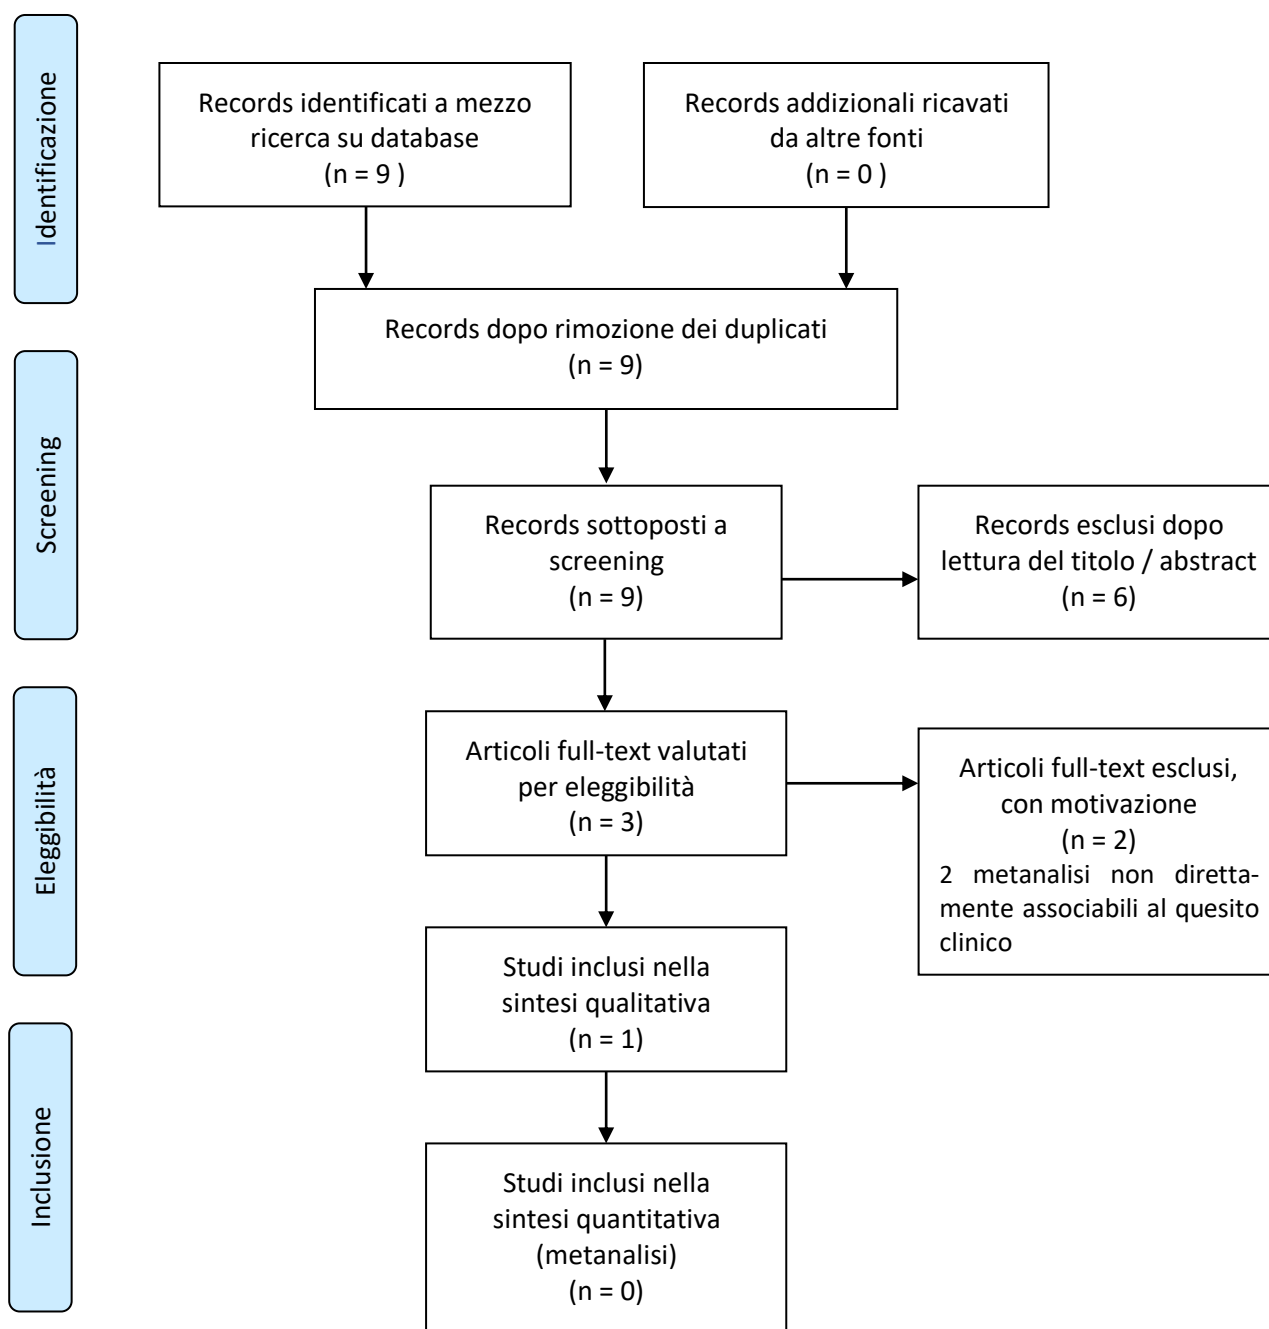 Identificazione
Records identificati a mezzo
ricerca su database
(n = 9 )
Records addizionali ricavati
da altre fonti
(n = 0 )
Records dopo rimozione dei duplicati
(n = 9)
Screening
Records sottoposti a
screening
(n = 9)
Records esclusi dopo
lettura del titolo / abstract
(n = 6)
Eleggibilità
Articoli full-text valutati
per eleggibilità
(n = 3)
Articoli full-text esclusi,
con motivazione
(n = 2)
2 metanalisi non diretta-
mente associabili al quesito
clinico
Studi inclusi nella
sintesi qualitativa
(n = 1)
Inclusione
Studi inclusi nella
sintesi quantitativa
(metanalisi)
(n = 0)